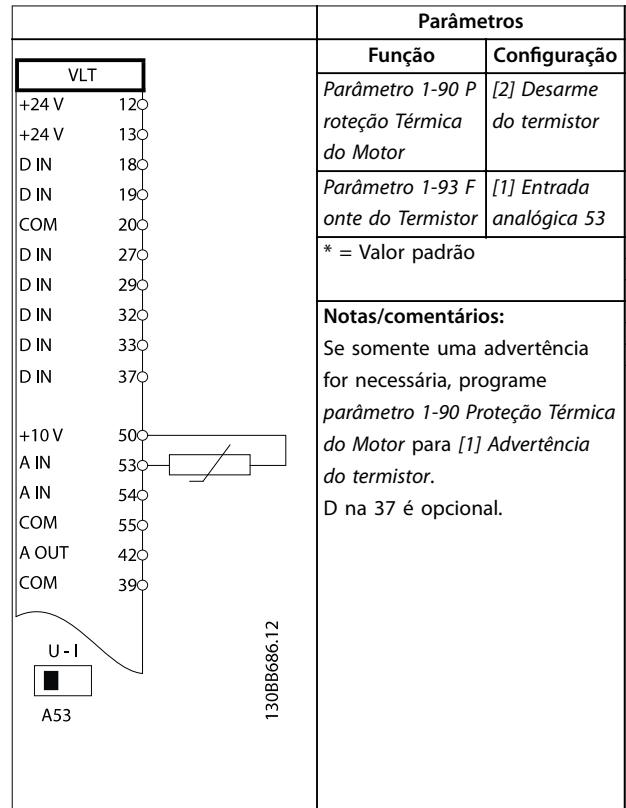 VLT
+24 V 12
+24 V 13
D IN 18
D IN 19
COM 20
D IN 27
D IN 29
D IN 32
D IN 33
D IN 37
+10 V 50
A IN 53
A IN 54
COM 55
A OUT 42
COM 39
U - I
A53
130BB686.12
Parâmetros
Função Configuração
Parâmetro 1-90 P
roteção Térmica
do Motor
[2] Desarme
do termistor
Parâmetro 1-93 F
onte do Termistor
[1] Entrada
analógica 53
* = Valor padrão
Notas/comentários:
Se somente uma advertência
for necessária, programe
parâmetro 1-90 Proteção Térmica
do Motor para [1] Advertência
do termistor.
D na 37 é opcional.